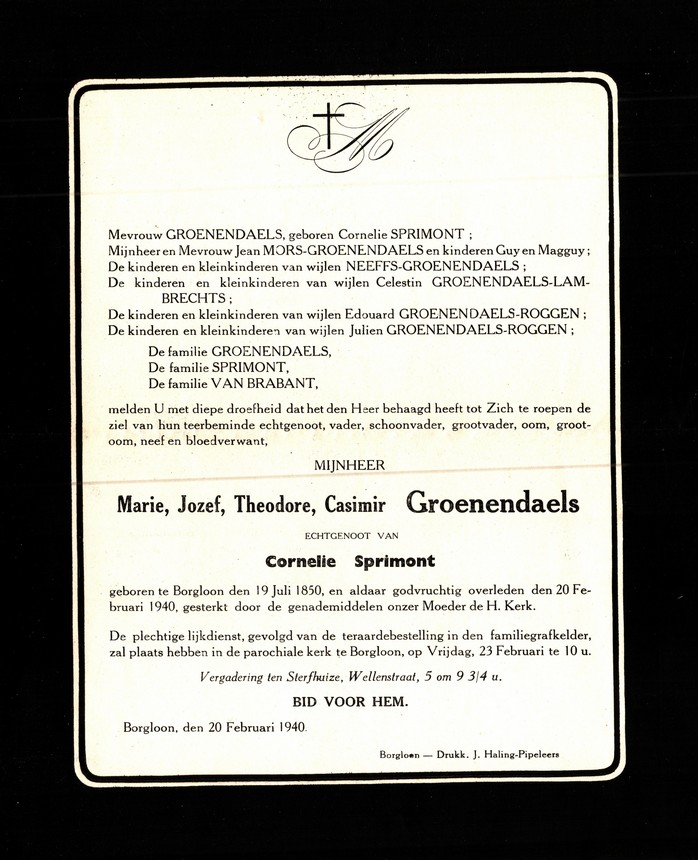 M
Mevrouw GROENENDAELS, geboren Cornelie SPRIMONT ;
Mijnheer en Mevrouw Jean MORS-GROENENDAELS en kinderen Guy en Magguy ;
De kinderen en kleinkinderen van wijlen NEEFFS-GROENENDAELS ;
De kinderen en kleinkinderen van wijlen Celestin GROENENDAELS-LAM-
BRECHTS ;
De kinderen en kleinkinderen van wijlen Edouard GROENENDAELS-ROGGEN ;
De kinderen en kleinkinderen van wijlen Julien GROENENDAELS-ROGGEN ;
De familie GROENENDAELS,
De familie SPRIMONT,
De familie VAN BRABANT,
melden U met diepe droefheid dat het den Heer behaagd heeft tot Zich te roepen de
ziel van hun teerbeminde echtgenoot, vader, schoonvader, grootvader, oom, groot-
oom, neef en bloedverwant,
MIJNHEER
Marie, Jozef, Theodore, Casimir Groenendaels
ECHTGENOOT VAN
Cornelie Sprimont
geboren te Borgloon den 19 Juli 1850, en aldaar godvruchtig overleden den 20 Fe-
bruari 1940, gesterkt door de genademiddelen onzer Moeder de H. Kerk.
De plechtige lijkdienst, gevolgd van de teraardebestelling in den familiegrafkelder,
zal plaats hebben in de parochiale kerk te Borgloon, op Vrijdag, 23 Februari te 10 u.
Vergadering ten Sterfhuize, Wellenstraat, 5 om 9 3/4 u.
BID VOOR HEM.
Borgloon, den 20 Februari 1940.
Borgloon — Drukk. J. Haling-Pipeleers